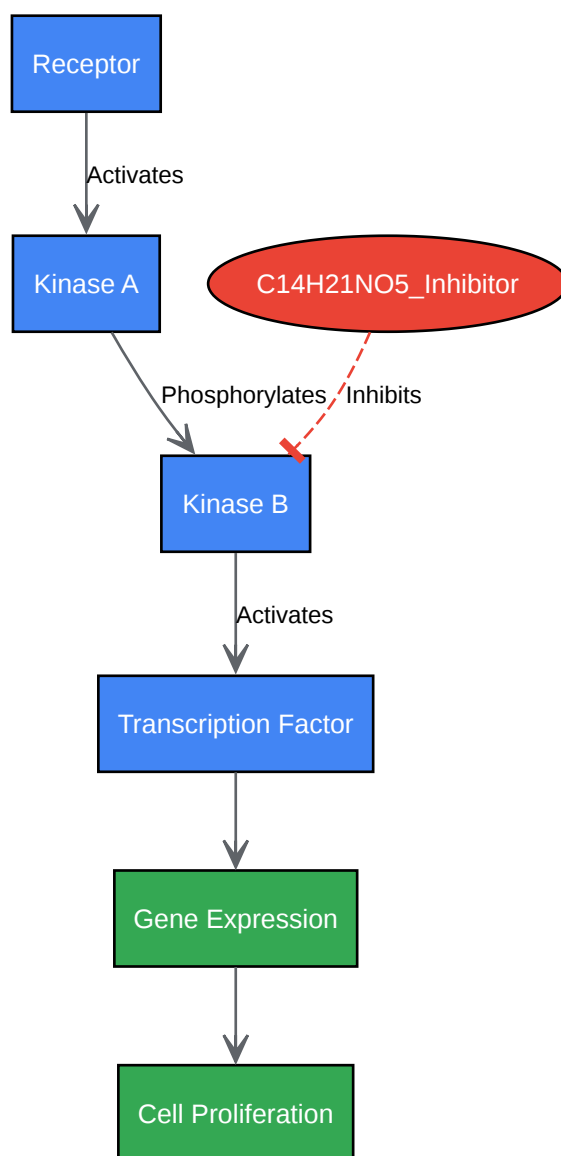 Receptor
Activates
Kinase A
C14H21NO5_Inhibitor
Phosphorylates
Inhibits
Kinase B
Activates
Transcription Factor
Gene Expression
Cell Proliferation